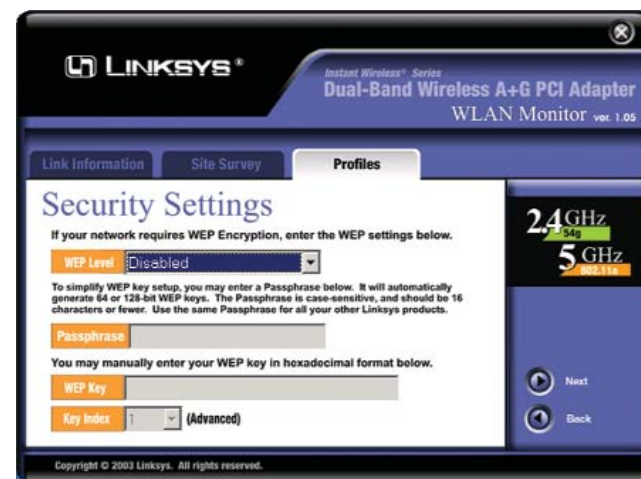 LINKSYS®
Instant Wireless® Series
Dual-Band Wireless A+G PCI Adapter
WLAN Monitor ver. 1.05
Link Information
Site Survey
Profiles
Security Settings
If your network requires WEP Encryption, enter the WEP settings below.
WEP Level Disabled
To simplify WEP key setup, you may enter a Passphrase below. It will automatically
generate 64 or 128-bit WEP keys. The Passphrase is case-sensitive, and should be 16
characters or fewer. Use the same Passphrase for all your other Linksys products.
Passphrase
You may manually enter your WEP key in hexadecimal format below.
WEP Key
Key Index 1 (Advanced)
2.4GHz
54g
5 GHz
802.11a
Next
Back
Copyright © 2003 Linksys. All rights reserved.